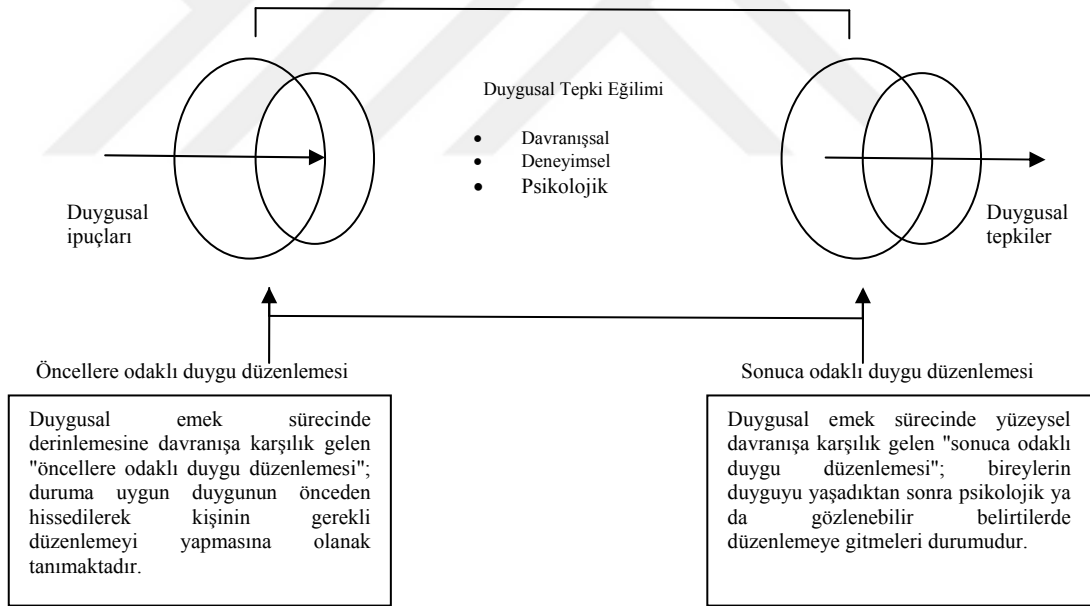 Duygusal Tepki Eğilimi
• Davranışsal
• Deneyimsel
• Psikolojik
Duygusal
ipuçları
Duygusal
tepkiler
Öncellere odaklı duygu düzenlemesi
Duygusal emek sürecinde
derinlemesine davranışa karşılık gelen
"öncellere odaklı duygu düzenlemesi";
duruma uygun duygunun önceden
hissedilerek kişinin gerekli
düzenlemeyi yapmasına olanak
tanımaktadır.
Sonuca odaklı duygu düzenlemesi
Duygusal emek sürecinde yüzeysel
davranışa karşılık gelen "sonuca odaklı
duygu düzenlemesi"; bireylerin
duyguyu yaşadıktan sonra psikolojik ya
da gözlenebilir belirtilerde
düzenlemeye gitmeleri durumudur.